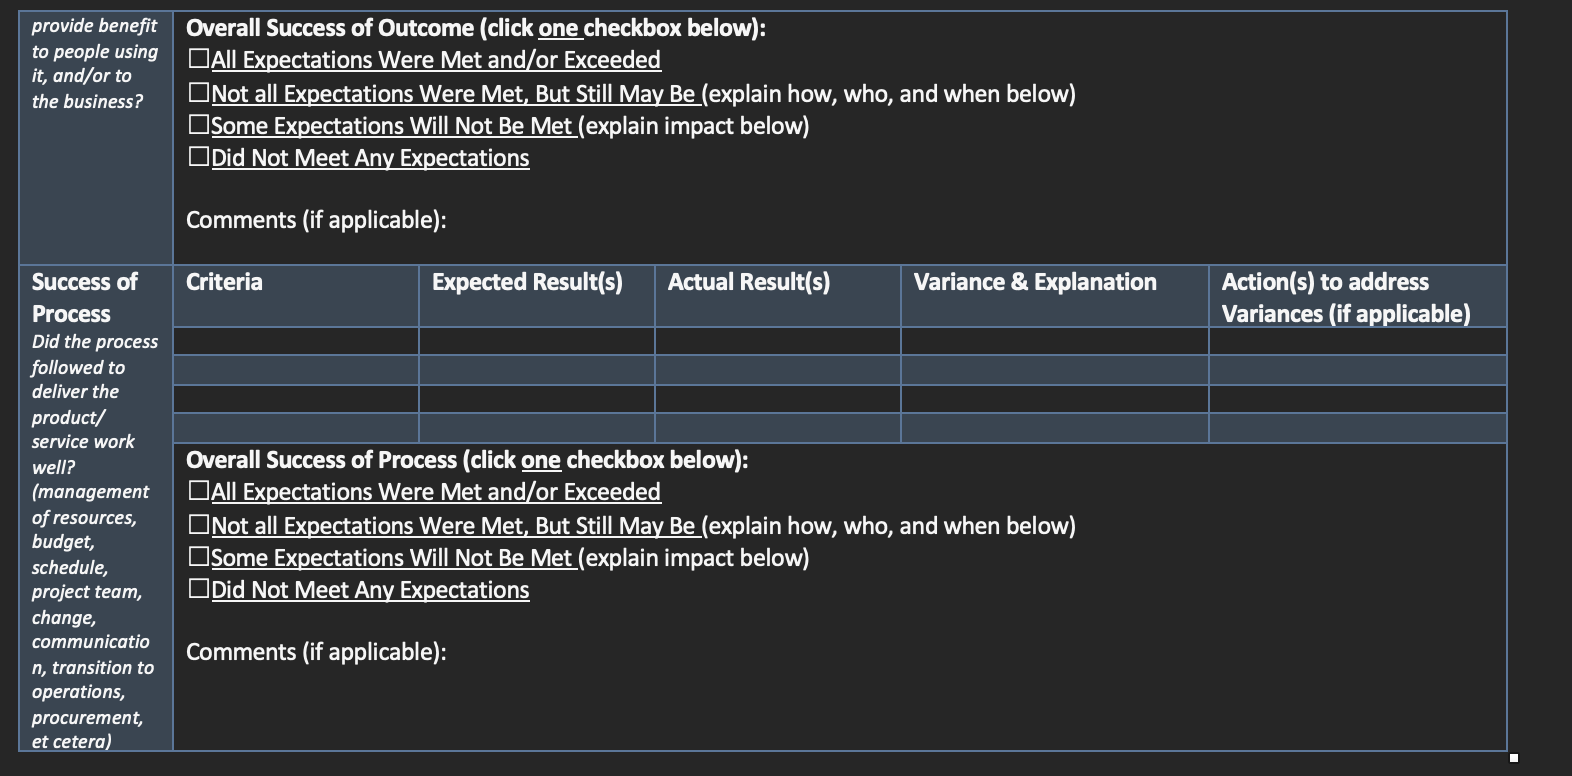 provide benefit
to people using
it, and/or to
the business?
Overall Success of Outcome (click one checkbox below):
☐All Expectations Were Met and/or Exceeded
☐Not all Expectations Were Met, But Still May Be (explain how, who, and when below)
☐Some Expectations Will Not Be Met (explain impact below)
☐Did Not Meet Any Expectations
Comments (if applicable):
Success of
Process
Did the process
followed to
deliver the
product/
service work
well?
(management
of resources,
budget,
schedule,
project team,
change,
communicatio
n, transition to
operations,
procurement,
et cetera)
Criteria
Expected Result(s)
Actual Result(s)
Variance & Explanation
Action(s) to address
Variances (if applicable)
Overall Success of Process (click one checkbox below):
☐All Expectations Were Met and/or Exceeded
☐Not all Expectations Were Met, But Still May Be (explain how, who, and when below)
☐Some Expectations Will Not Be Met (explain impact below)
☐Did Not Meet Any Expectations
Comments (if applicable):